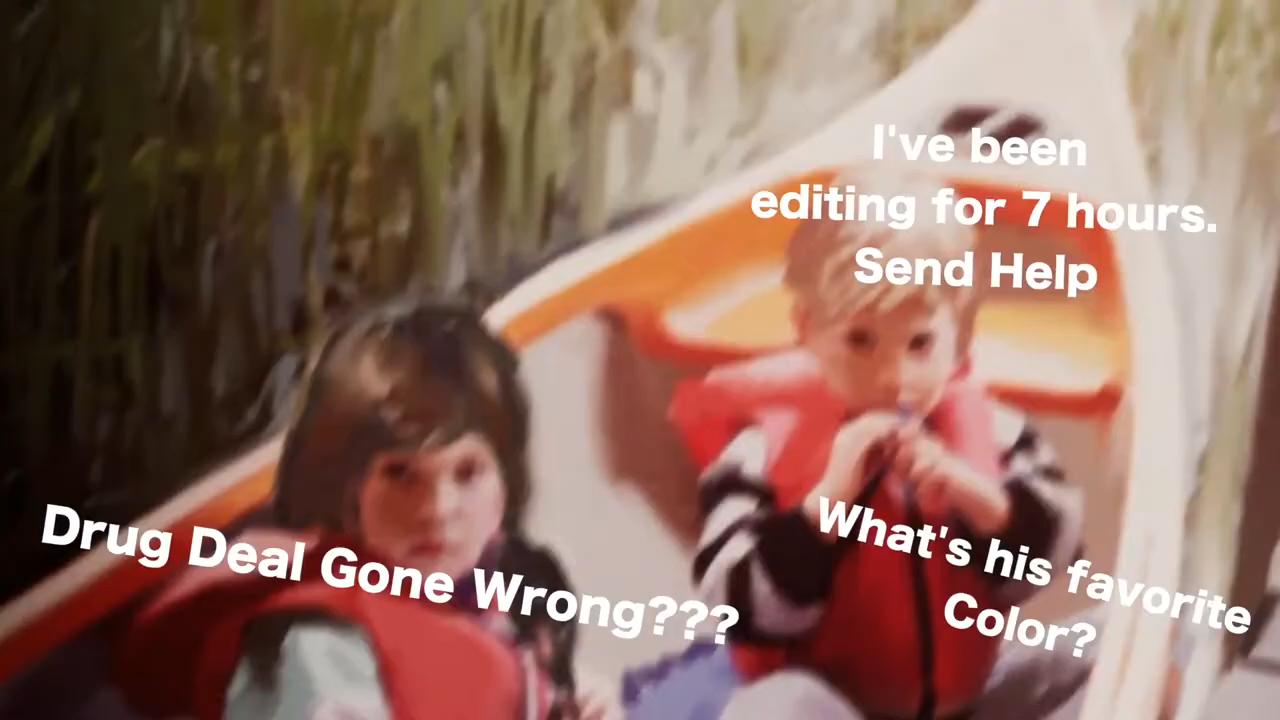 I've been
editing for 7 hours.
Send Help
Drug Deal Gone Wrong???
What's his favorite
Color?